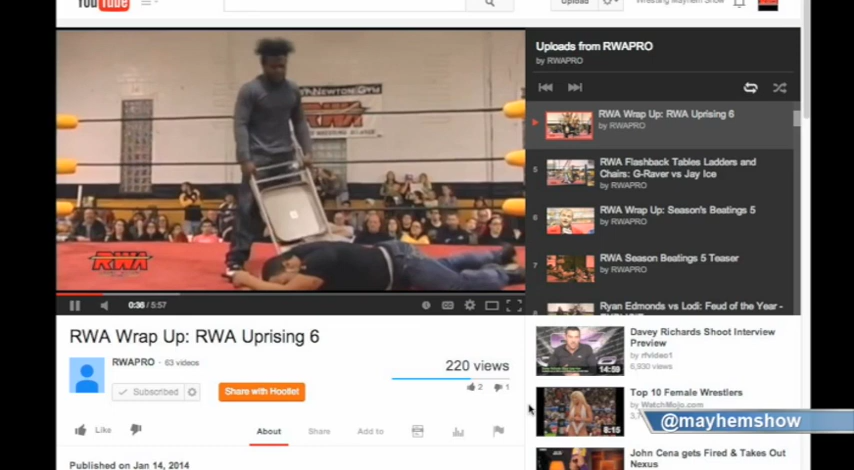 YouTube
Upload
Wrestling Mayhem Show
Uploads from RWAPRO
by RWAPRO
NEWTON GYM
RWA
RWA
RWA Wrap Up: RWA Uprising 6
by RWAPRO
5
RWA Flashback Tables Ladders and
Chairs: G-Raver vs Jay Ice
by RWAPRO
6
RWA Wrap Up: Season's Beatings 5
by RWAPRO
7
RWA Season Beatings 5 Teaser
by RWAPRO
Ryan Edmonds vs Lodi: Feud of the Year -
0:36 / 5:57
RWA Wrap Up: RWA Uprising 6
RWAPRO · 63 videos
Subscribed
Share with Hootlet
220 views
2
1
Like
About
Share
Add to
Published on Jan 14, 2014
Davey Richards Shoot Interview
Preview
by rfvideo1
6,930 views
14:59
Top 10 Female Wrestlers
by WatchMojo.com
8:15
@mayhemshow
John Cena gets Fired & Takes Out
Nexus